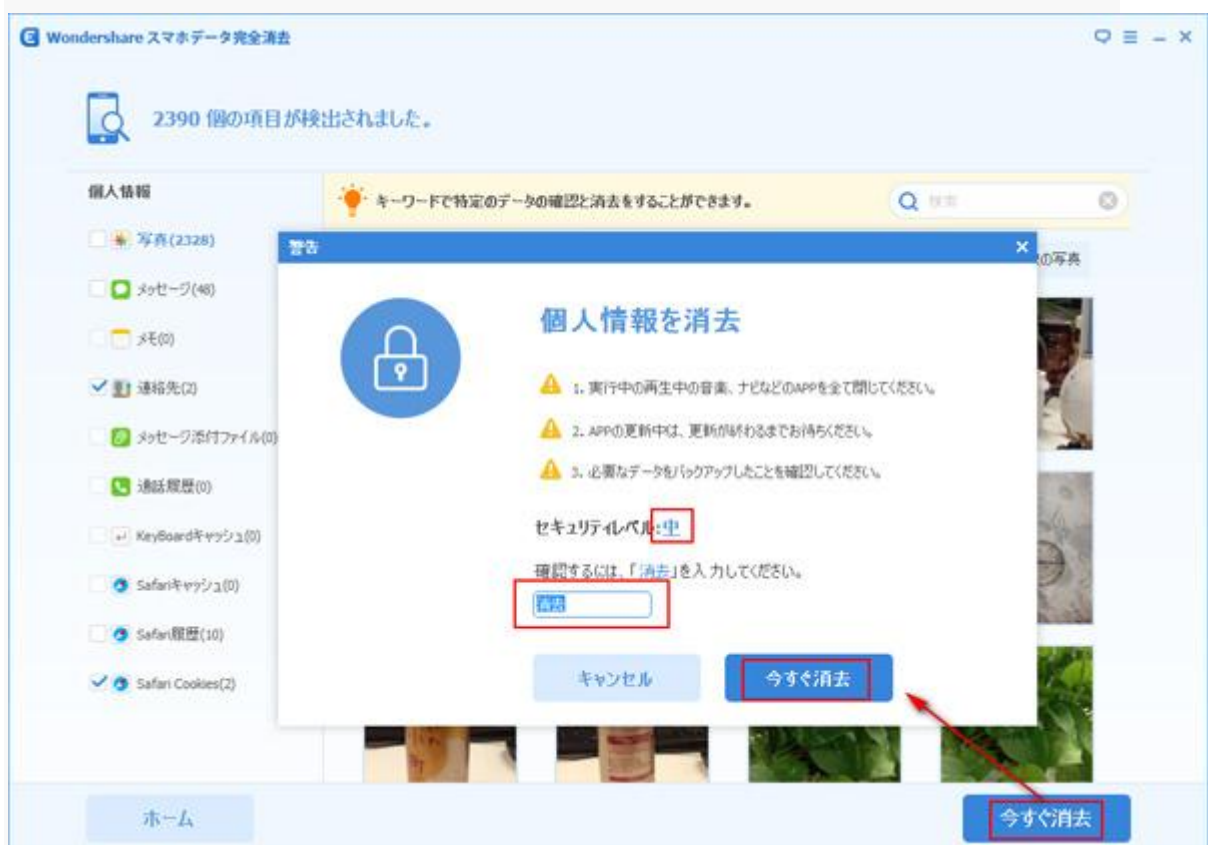 Wondershare スマホデータ完全消去
2390 個の項目が検出されました。
個人情報
キーワードで特定のデータの確認と消去をすることができます。
検索
写真(2328)
メッセージ(48)
メモ(0)
連絡先(2)
メッセージ添付ファイル(0)
通話履歴(0)
KeyBoardキャッシュ(0)
Safariキャッシュ(0)
Safari履歴(10)
Safari Cookies(2)
の写真
警告
個人情報を消去
1. 実行中の再生中の音楽、ナビなどのAPPを全て閉じてください。
2. APPの更新中は、更新が終わるまでお待ちください。
3. 必要なデータをバックアップしたことを確認してください。
セキュリティレベル:中
確認するには、「消去」を入力してください。
消去
キャンセル
今すぐ消去
ホーム
今すぐ消去